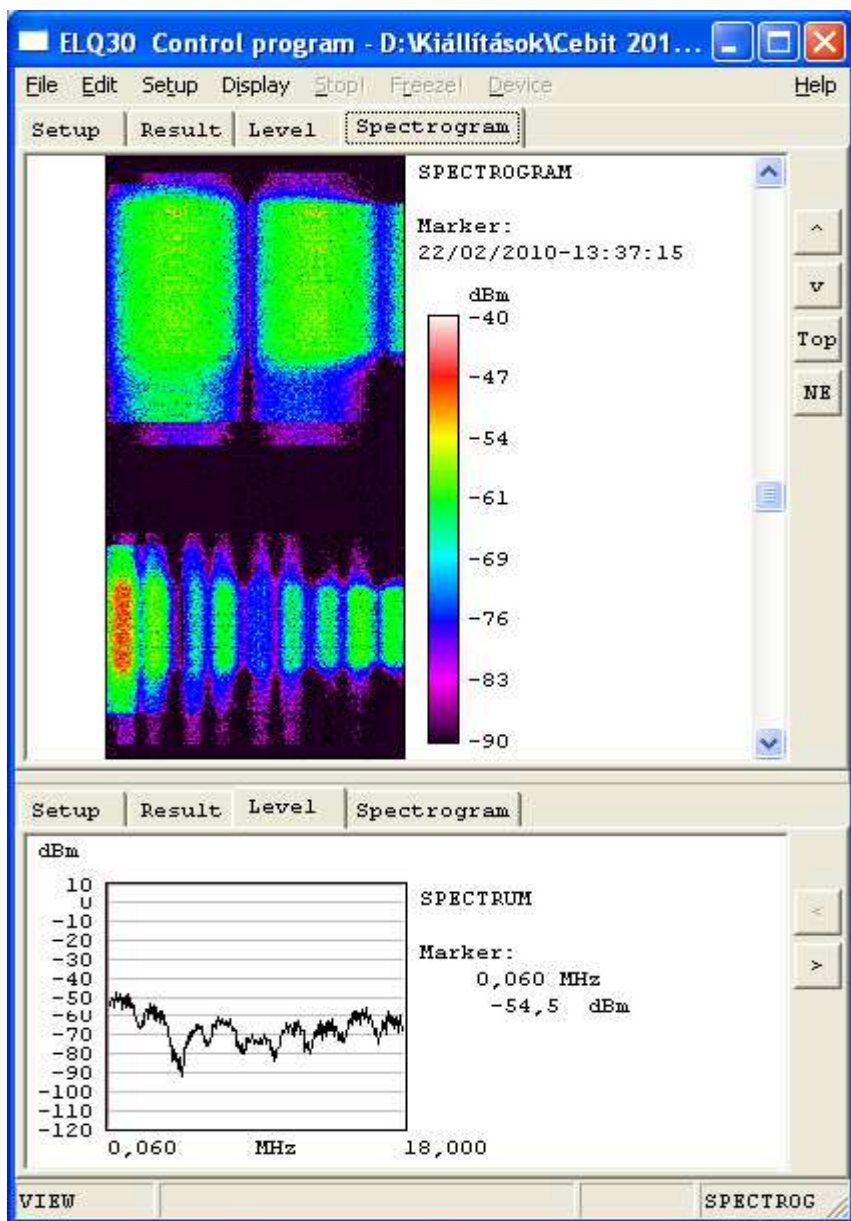 ELQ30 Control program - D:\Kiállítások\Cebit 201...
File Edit Setup Display Stop! Freeze! Device Help
Setup Result Level Spectrogram
SPECTROGRAM
Marker:
22/02/2010-13:37:15
dBm
-40
-47
-54
-61
-69
-76
-83
-90
^
v
Top
NE
Setup Result Level Spectrogram
dBm
10
0
-10
-20
-30
-40
-50
-60
-70
-80
-90
-100
-110
-120
0,060 MHz 18,000
SPECTRUM
Marker:
0,060 MHz
-54,5 dBm
<
>
VIEW SPECTROG